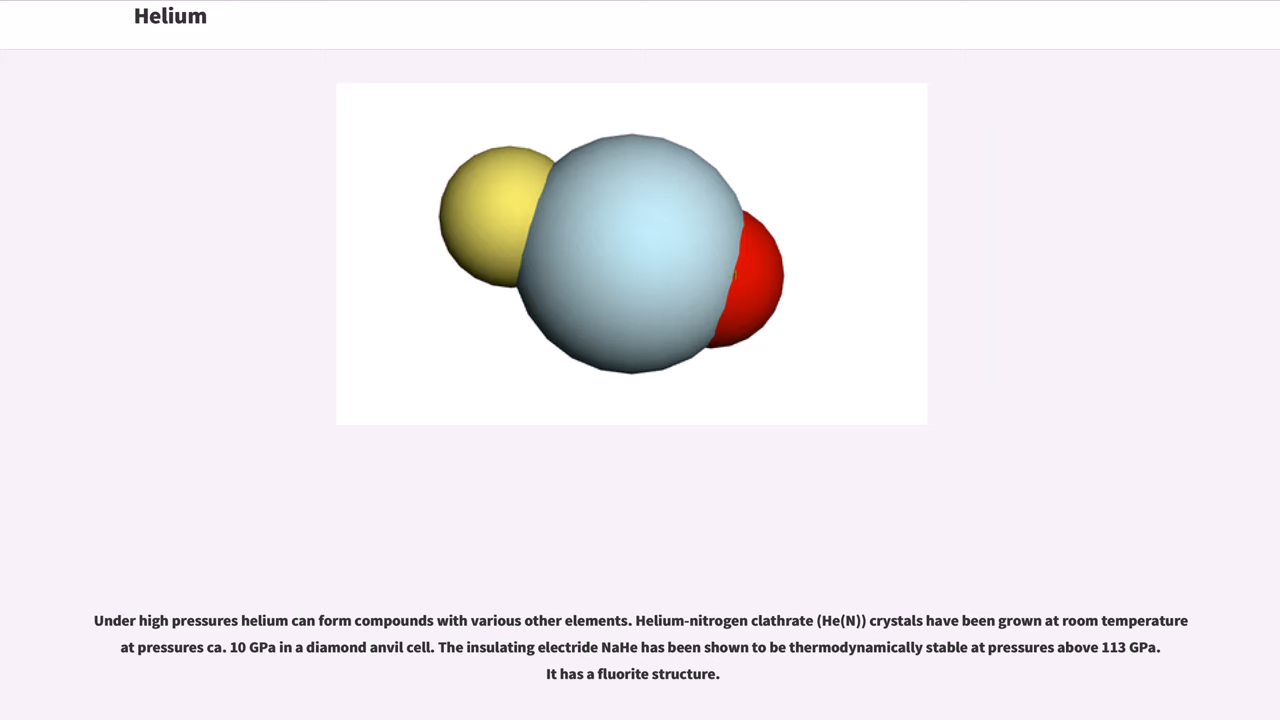 Helium
Under high pressures helium can form compounds with various other elements. Helium-nitrogen clathrate (He(N)) crystals have been grown at room temperature
at pressures ca. 10 GPa in a diamond anvil cell. The insulating electride NaHe has been shown to be thermodynamically stable at pressures above 113 GPa.
It has a fluorite structure.